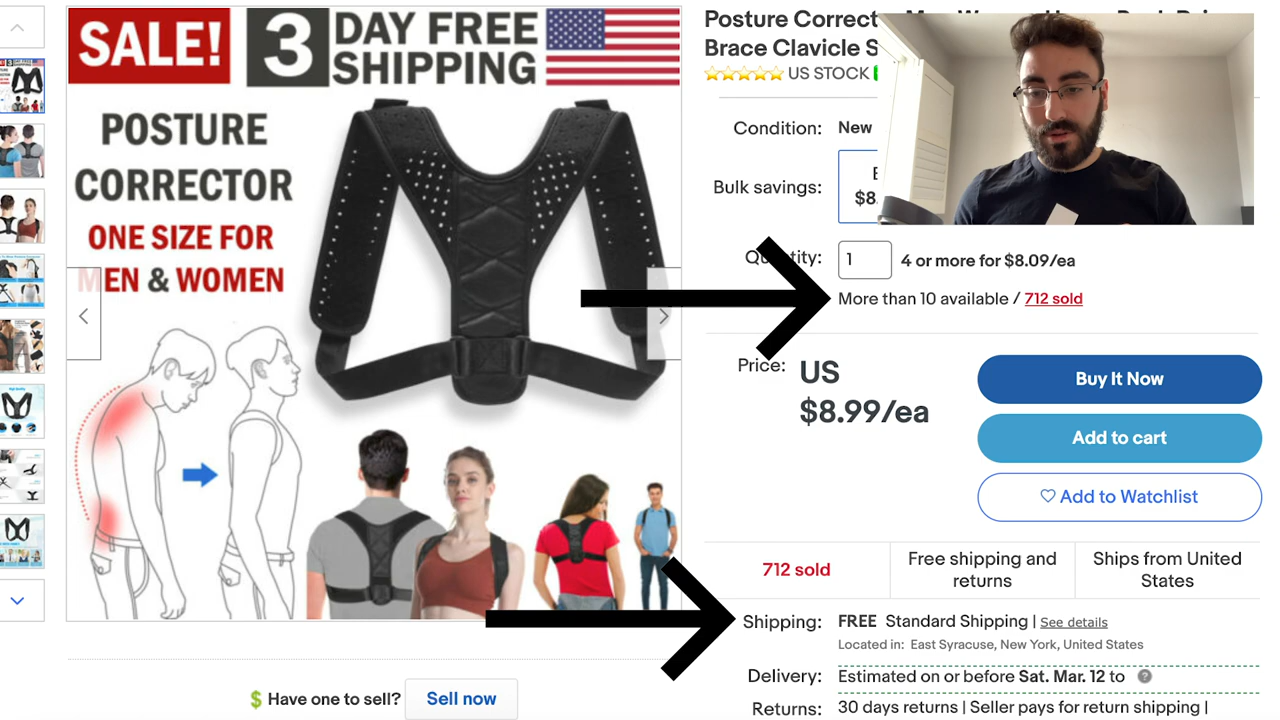 SALE!
3
DAY FREE
SHIPPING
POSTURE
CORRECTOR
ONE SIZE FOR
MEN & WOMEN
Have one to sell?
Sell now
Posture
Brace Clavicle
US STOCK
Condition: New
Bulk savings:
$8
Quantity: 1 4 or more for $8.09/ea
More than 10 available / 712 sold
Price: US
$8.99/ea
Buy It Now
Add to cart
Add to Watchlist
712 sold
Free shipping and
returns
Ships from United
States
Shipping: FREE Standard Shipping | See details
Located in: East Syracuse, New York, United States
Delivery: Estimated on or before Sat. Mar. 12 to
Returns: 30 days returns | Seller pays for return shipping |